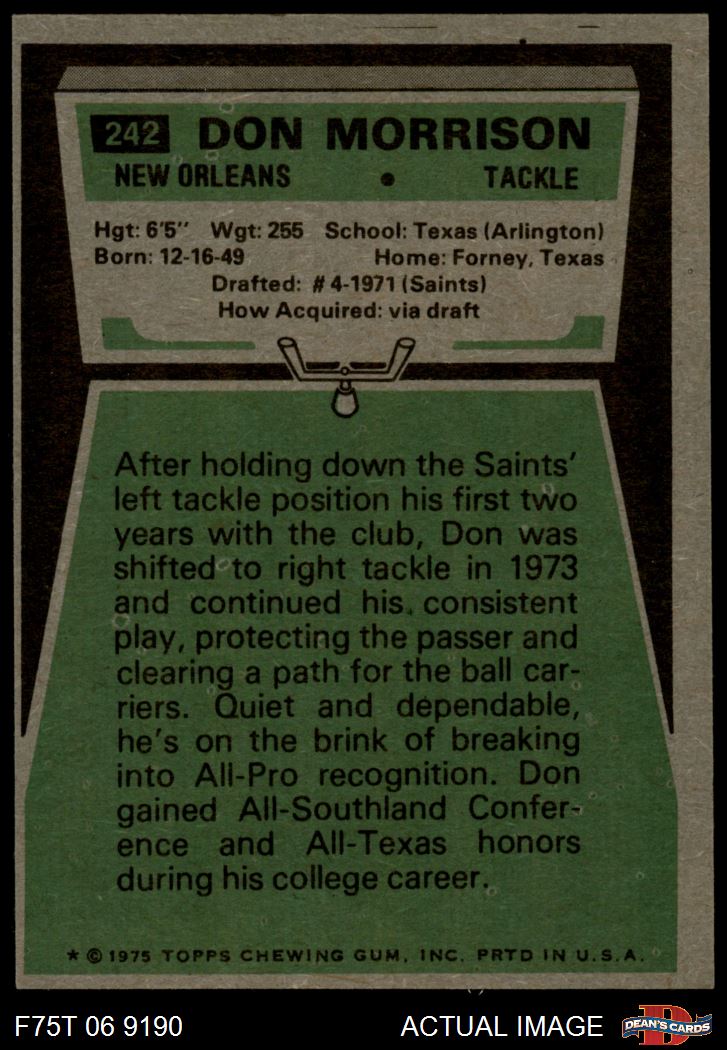 242 DON MORRISON
NEW ORLEANS • TACKLE
Hgt: 6'5" Wgt: 255 School: Texas (Arlington)
Born: 12-16-49 Home: Forney, Texas
Drafted: #4-1971 (Saints)
How Acquired: via draft
After holding down the Saints'
left tackle position his first two
years with the club, Don was
shifted to right tackle in 1973
and continued his consistent
play, protecting the passer and
clearing a path for the ball car-
riers. Quiet and dependable,
he's on the brink of breaking
into All-Pro recognition. Don
gained All-Southland Confer-
ence and All-Texas honors
during his college career.
★ © 1975 TOPPS CHEWING GUM, INC. PRTD IN U.S.A.
F75T 06 9190 ACTUAL IMAGE D DEAN'S CARDS